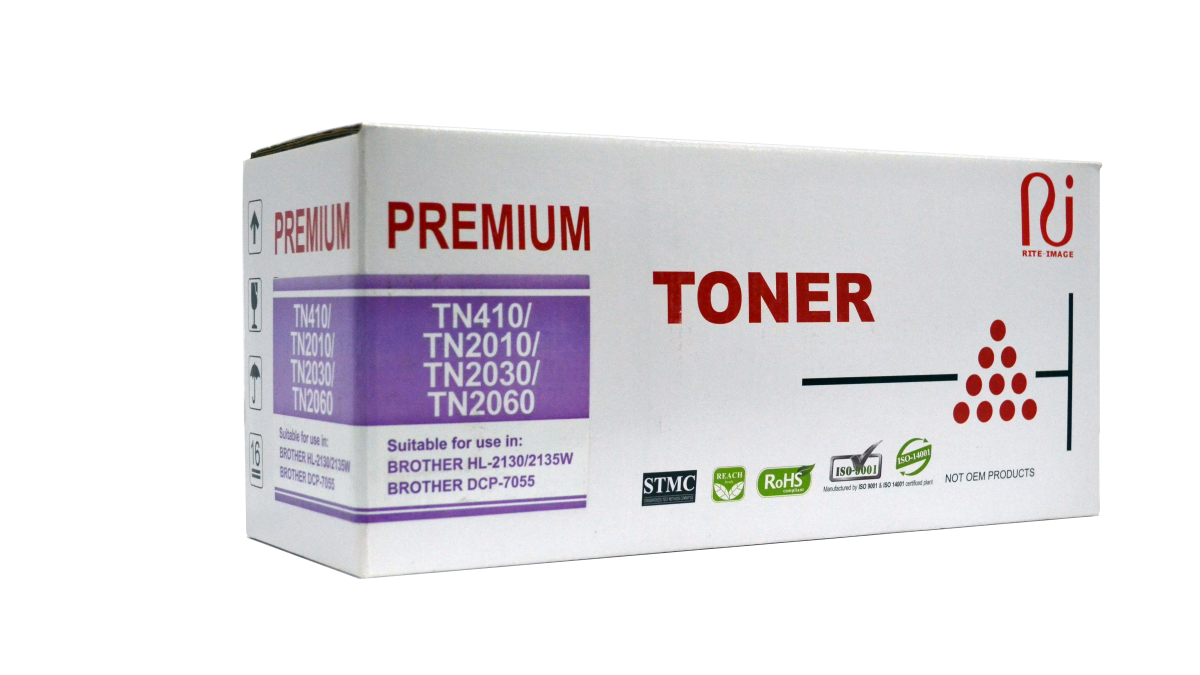 PREMIUM
TN410/
TN2010/
TN2030/
TN2060
Suitable for use in:
BROTHER HL-2130/2135W
BROTHER DCP-7055
16
PREMIUM
TN410/
TN2010/
TN2030/
TN2060
Suitable for use in:
BROTHER HL-2130/2135W
BROTHER DCP-7055
TONER
RITE-IMAGE
STMC
REACH
RoHS
compliant
ISO-9001
ISO-14001
Manufactured by ISO 9001 & ISO 14001 certificed plant
NOT OEM PRODUCTS